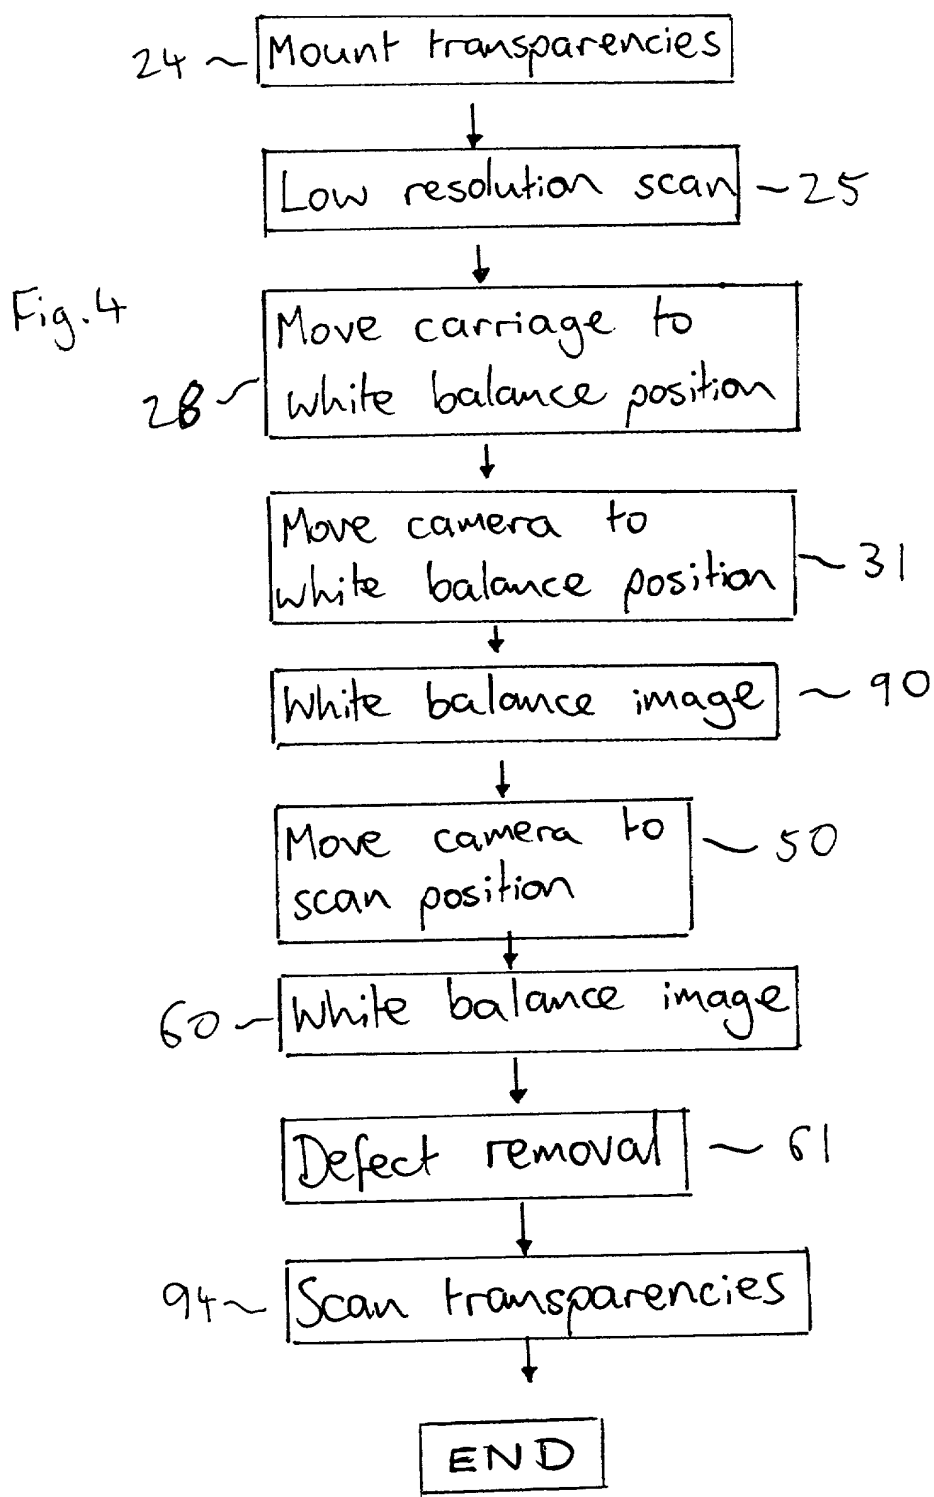 24 Mount transparencies
Low resolution scan 25
Fig.4
Move carriage to
28 white balance position
Move camera to
white balance position 31
White balance image 90
Move camera to 50
scan position
60 White balance image
Defect removal 61
94 Scan transparencies
END